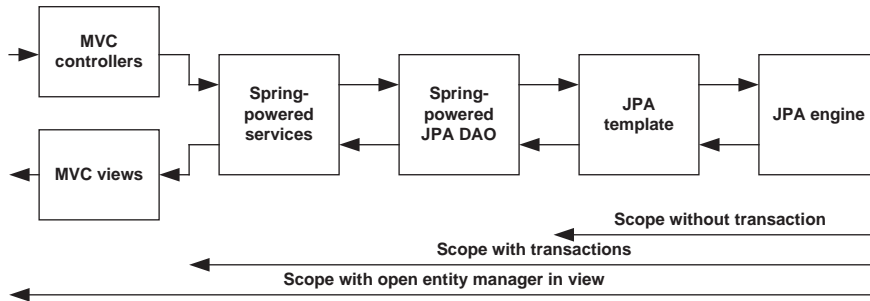 MVC
controllers
Spring-
powered
services
Spring-
powered
JPA DAO
JPA
template
JPA engine
MVC views
Scope without transaction
Scope with transactions
Scope with open entity manager in view